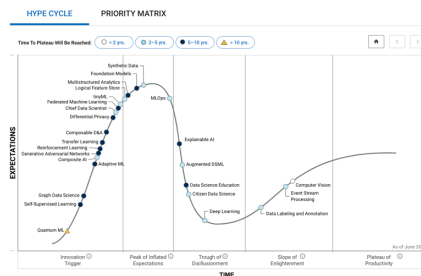 HYPE CYCLE
PRIORITY MATRIX
Time To Plateau Will Be Reached:
< 2 yrs.
2–5 yrs.
5–10 yrs.
> 10 yrs.
EXPECTATIONS
Synthetic Data
Foundation Models
Multistructured Analytics
Logical Feature Store
tinyML
Federated Machine Learning
Chief Data Scientist
Differential Privacy
MLOps
Composable D&A
Transfer Learning
Reinforcement Learning
Generative Adversarial Networks
Composite AI
Adaptive ML
Explainable AI
Augmented DSML
Graph Data Science
Self-Supervised Learning
Data Science Education
Citizen Data Science
Computer Vision
Event Stream
Processing
Deep Learning
Data Labeling and Annotation
Quantum ML
As of June 20
Innovation
Trigger
Peak of Inflated
Expectations
Trough of
Disillusionment
Slope of
Enlightenment
Plateau of
Productivity
TIME